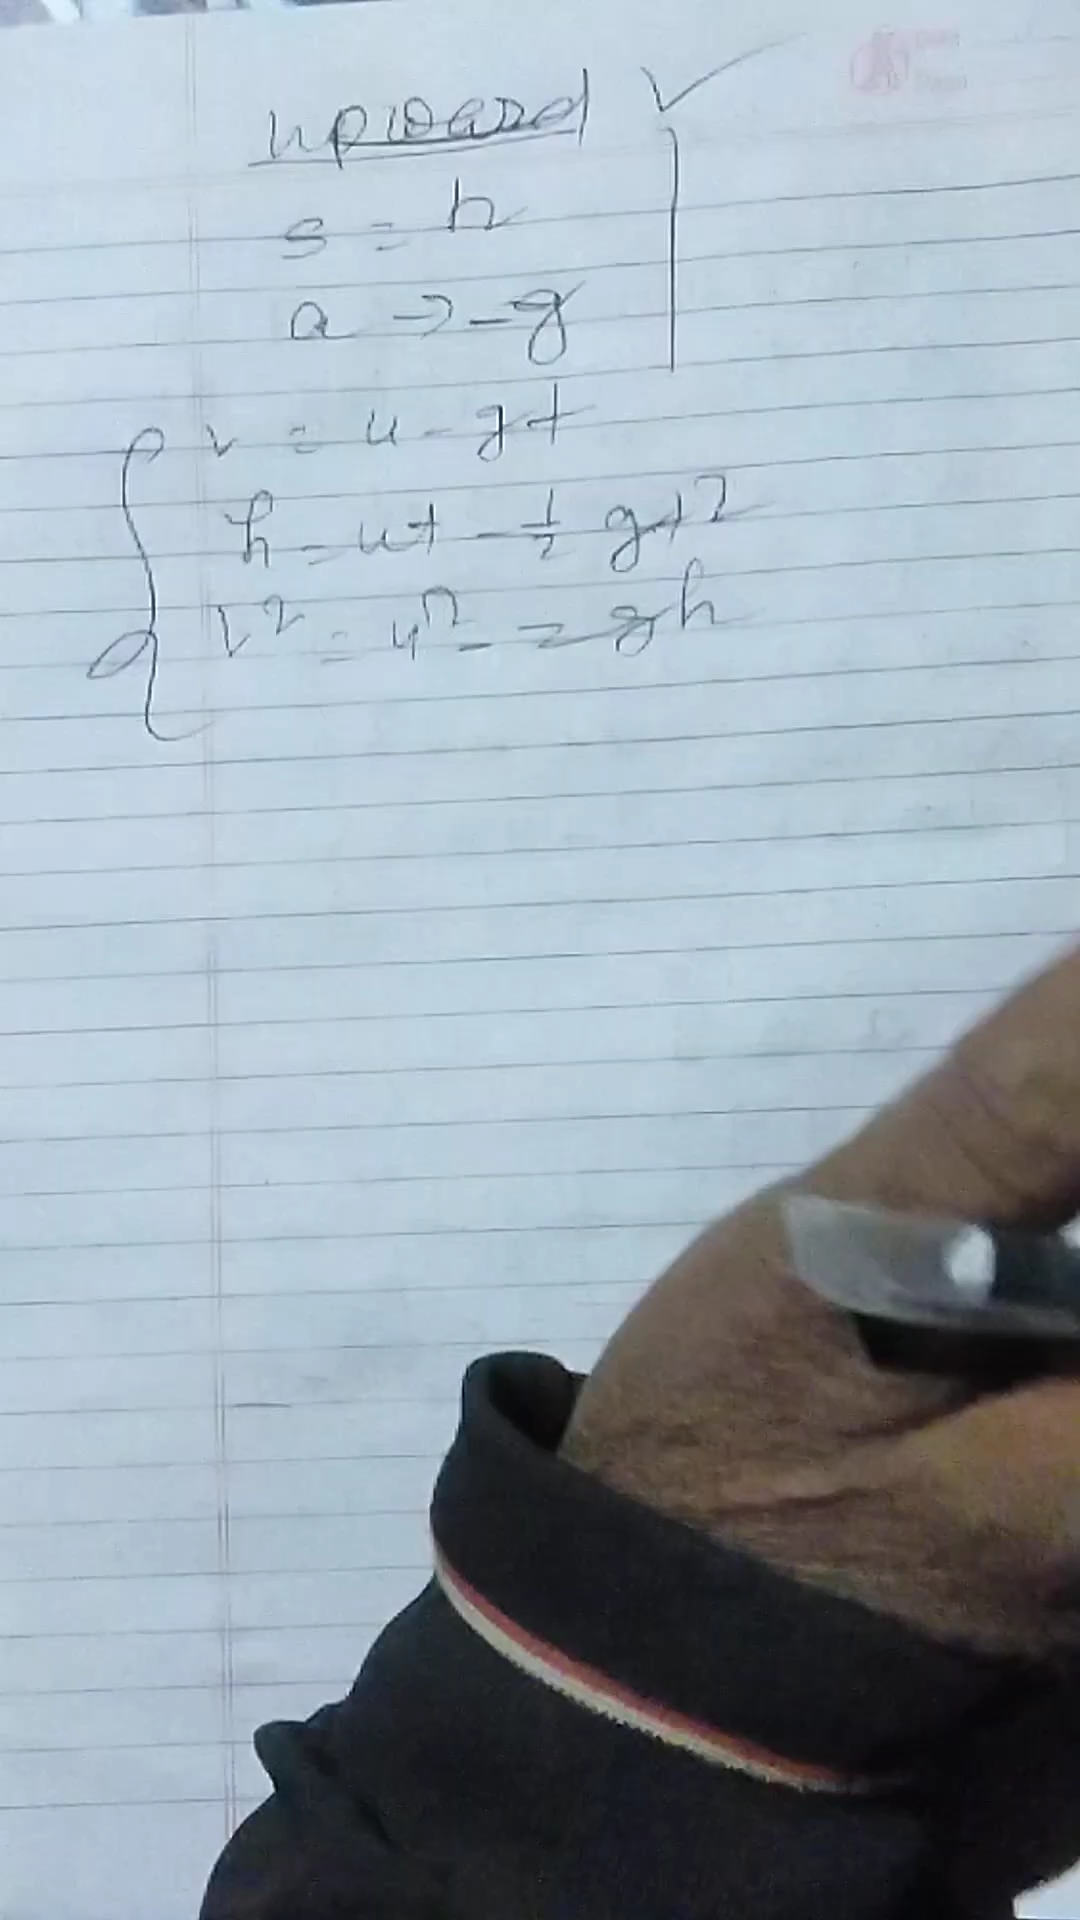 upward ✓
s = h
a → -g
v = u - gt
h = ut - 1/2 gt²
v² = u² - 2gh